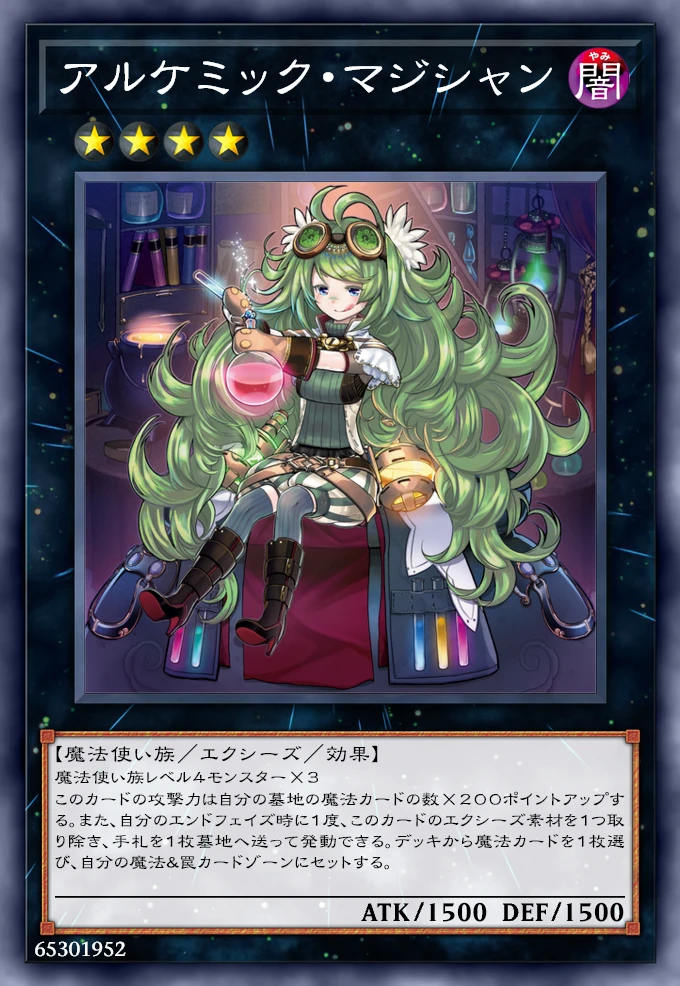 アルケミック・マジシャン
やみ
闇
【魔法使い族／エクシーズ／効果】
魔法使い族レベル４モンスター×３
このカードの攻撃力は自分の墓地の魔法カードの数×２００ポイントアップす
る。また、自分のエンドフェイズ時に１度、このカードのエクシーズ素材を１つ取
り除き、手札を１枚墓地へ送って発動できる。デッキから魔法カードを１枚選
び、自分の魔法&罠カードゾーンにセットする。
ATK/1500 DEF/1500
65301952